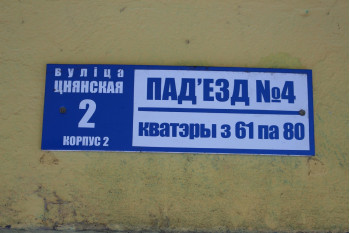 вуліца
ЦНЯНСКАЯ
2
КОРПУС 2
ПАД'ЕЗД №4
кватэры з 61 па 80